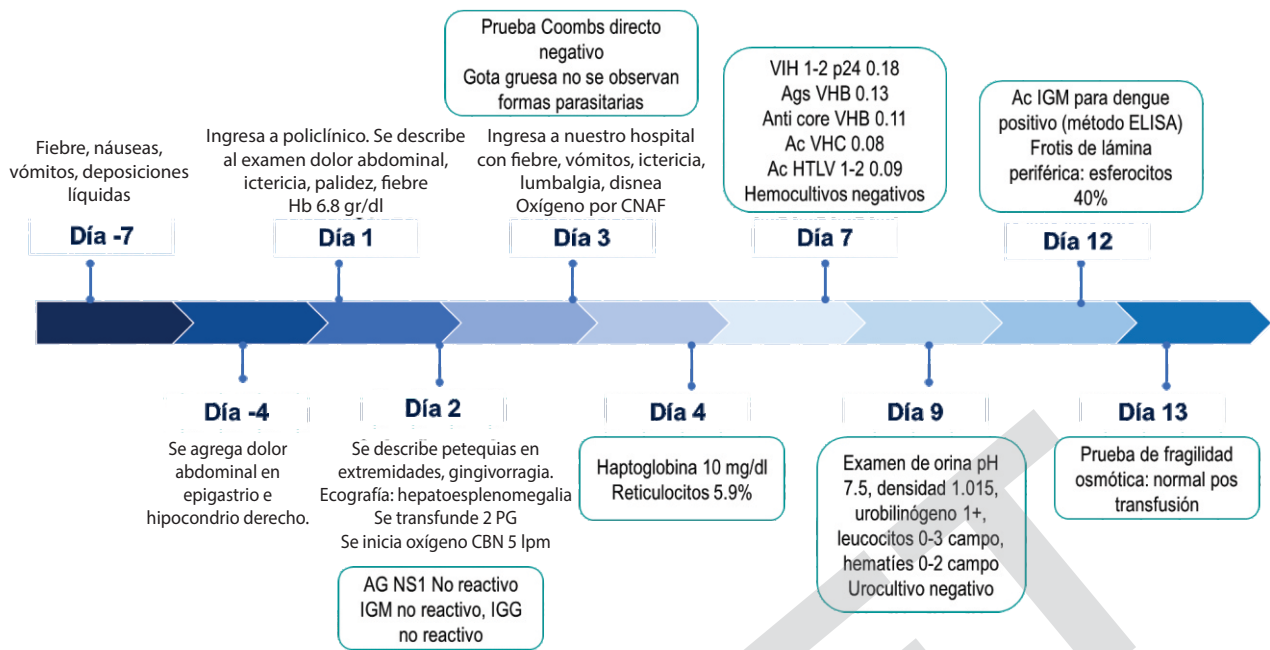 Fiebre, náuseas,
vómitos, deposiciones
líquidas
Día -7
Se agrega dolor
abdominal en
epigastrio e
hipocondrio derecho.
Día -4
Ingresa a policlínico. Se describe
al examen dolor abdominal,
ictericia, palidez, fiebre
Hb 6.8 gr/dl
Día 1
Día 2
Se describe petequias en
extremidades, gingivorragia.
Ecografía: hepatoesplenomegalia
Se transfunde 2 PG
Se inicia oxígeno CBN 5 lpm
AG NS1 No reactivo
IGM no reactivo, IGG
no reactivo
Prueba Coombs directo
negativo
Gota gruesa no se observan
formas parasitarias
Ingresa a nuestro hospital
con fiebre, vómitos, ictericia,
lumbalgia, disnea
Oxígeno por CNAF
Día 3
Día 4
Haptoglobina 10 mg/dl
Reticulocitos 5.9%
VIH 1-2 p24 0.18
Ags VHB 0.13
Anti core VHB 0.11
Ac VHC 0.08
Ac HTLV 1-2 0.09
Hemocultivos negativos
Día 7
Día 9
Examen de orina pH
7.5, densidad 1.015,
urobilinógeno 1+,
leucocitos 0-3 campo,
hematíes 0-2 campo
Urocultivo negativo
Ac IGM para dengue
positivo (método ELISA)
Frotis de lámina
periférica: esferocitos
40%
Día 12
Día 13
Prueba de fragilidad
osmótica: normal pos
transfusión